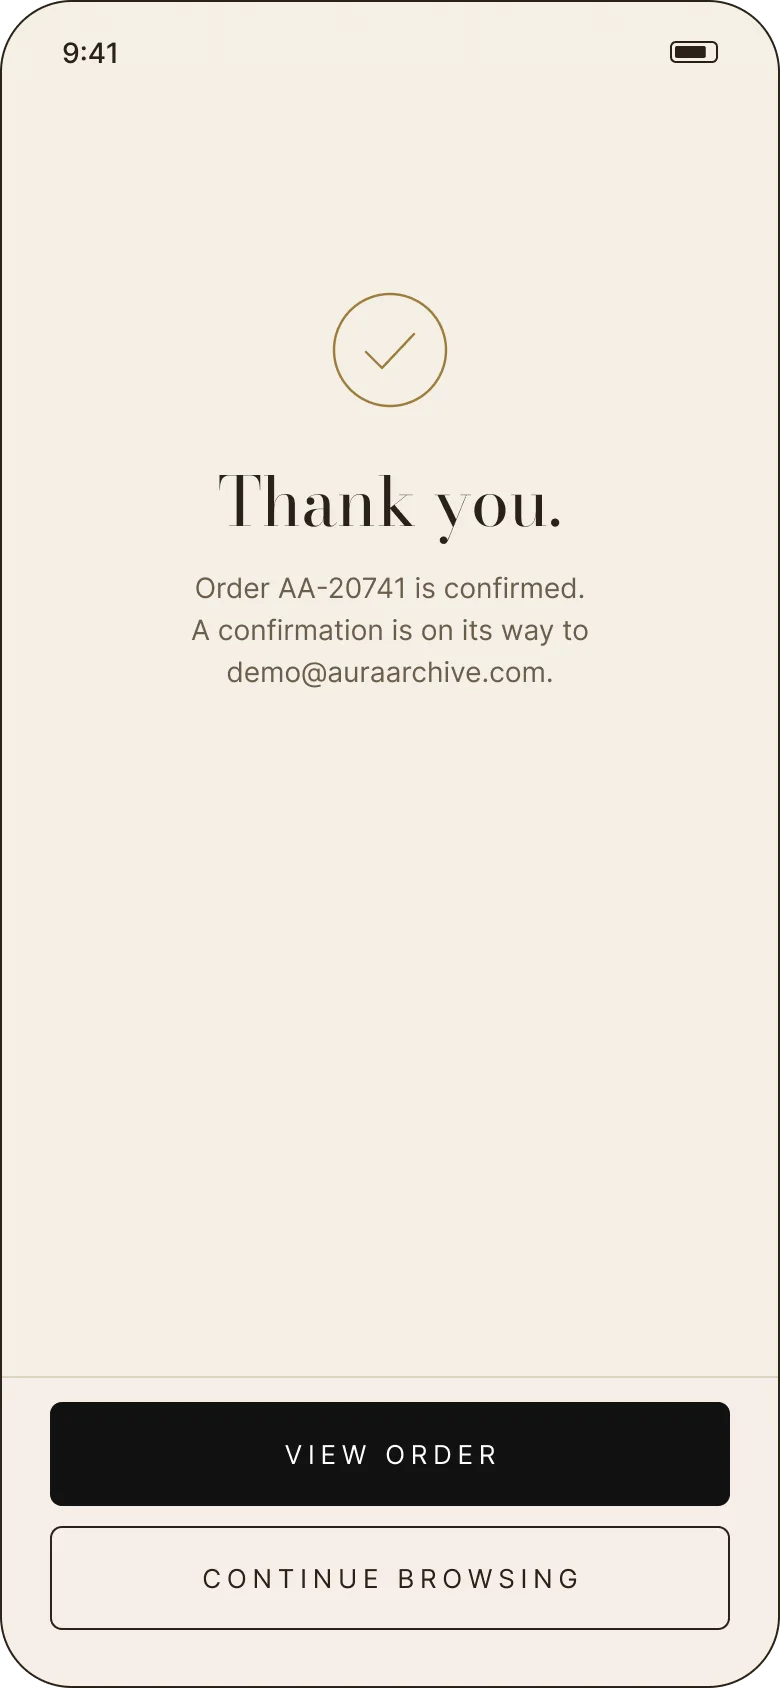 9:41
Thank you.
Order AA-20741 is confirmed.
A confirmation is on its way to
demo@auraarchive.com.
VIEW ORDER
CONTINUE BROWSING